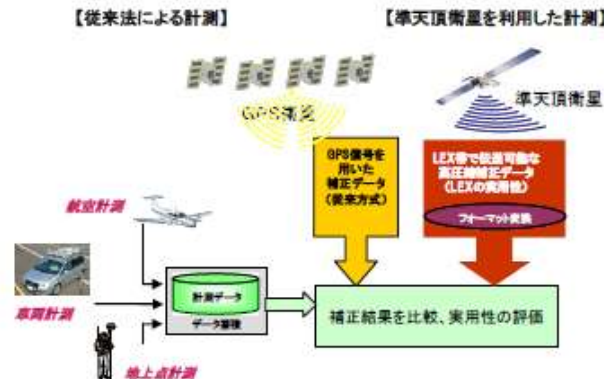 【従来法による計測】
【準天頂衛星を利用した計測】
GPS衛星
準天頂衛星
GPS信号を
用いた
補正データ
(従来方式)
LEX帯で伝送可能な
高圧縮補正データ
(LEXの実用性)
フォーマット変換
航空計測
車両計測
地上点計測
計測データ
データ蓄積
補正結果を比較、実用性の評価